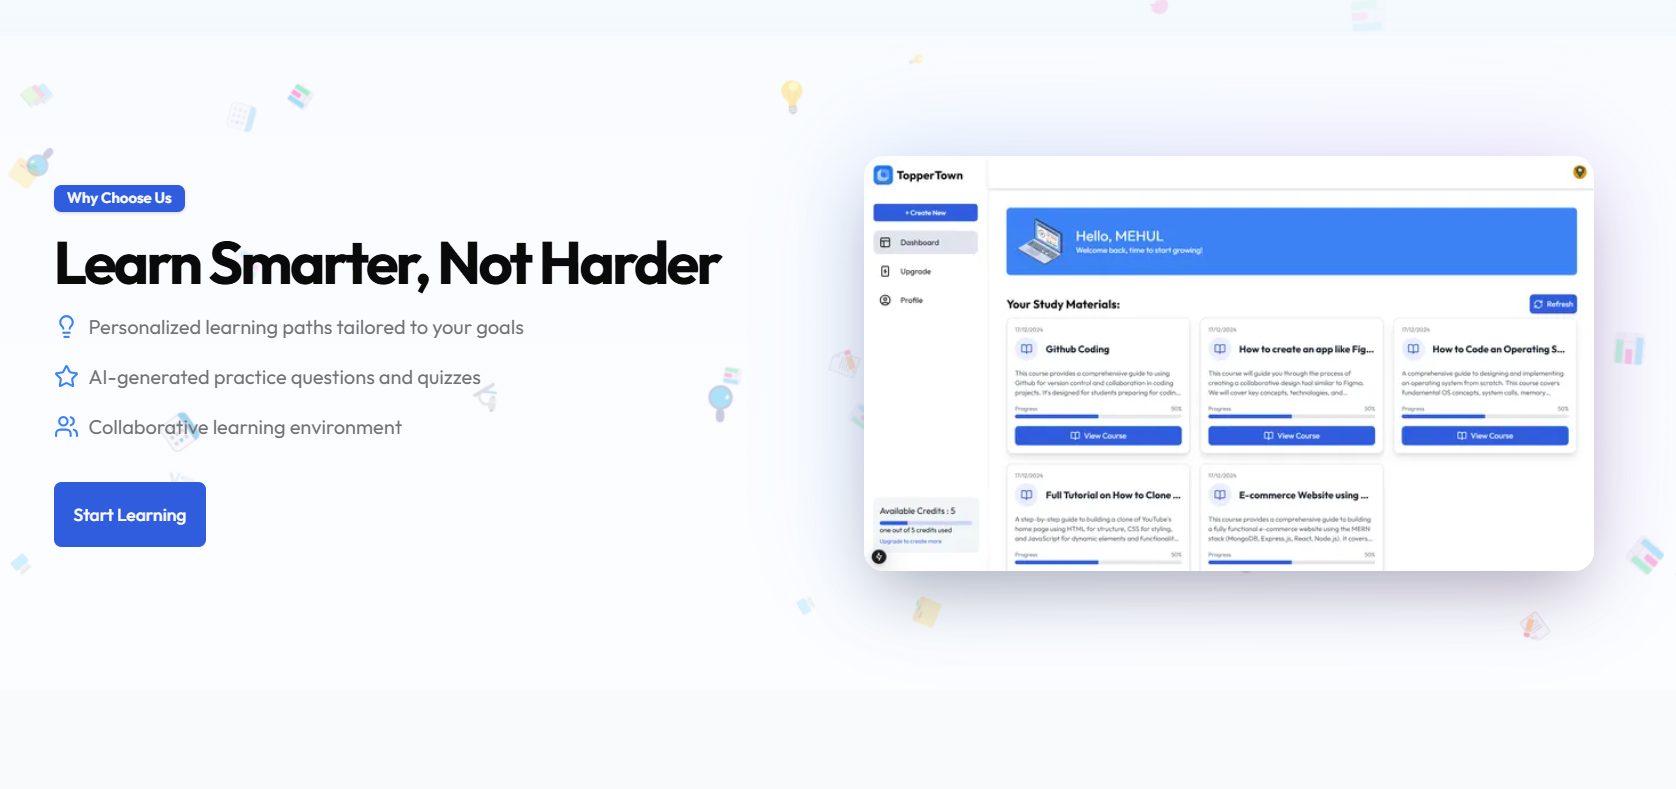 Why Choose Us
Learn Smarter, Not Harder
Personalized learning paths tailored to your goals
AI-generated practice questions and quizzes
Collaborative learning environment
Start Learning
TopperTown
+ Create New
Dashboard
Upgrade
Profile
Available Credits : 5
one out of 5 credits used
Upgrade to create more
Hello, MEHUL
Welcome back, time to start growing!
Your Study Materials:
Refresh
17/12/2024
Github Coding
This course provides a comprehensive guide to using
Github for version control and collaboration in coding
projects. It's designed for students preparing for codin...
Progress 50%
View Course
17/12/2024
How to create an app like Fig...
This course will guide you through the process of
creating a collaborative design tool similar to Figma.
We will cover key concepts, technologies, and...
Progress 50%
View Course
17/12/2024
How to Code an Operating S...
A comprehensive guide to designing and implementing
an operating system from scratch. This course covers
fundamental OS concepts, system calls, memory...
Progress 50%
View Course
17/12/2024
Full Tutorial on How to Clone ...
A step-by-step guide to building a clone of YouTube's
home page using HTML for structure, CSS for styling,
and JavaScript for dynamic elements and functionalit...
Progress 50%
17/12/2024
E-commerce Website using ...
This course provides a comprehensive guide to building
a fully functional e-commerce website using the MERN
stack (MongoDB, Express.js, React, Node.js). It covers...
Progress 50%